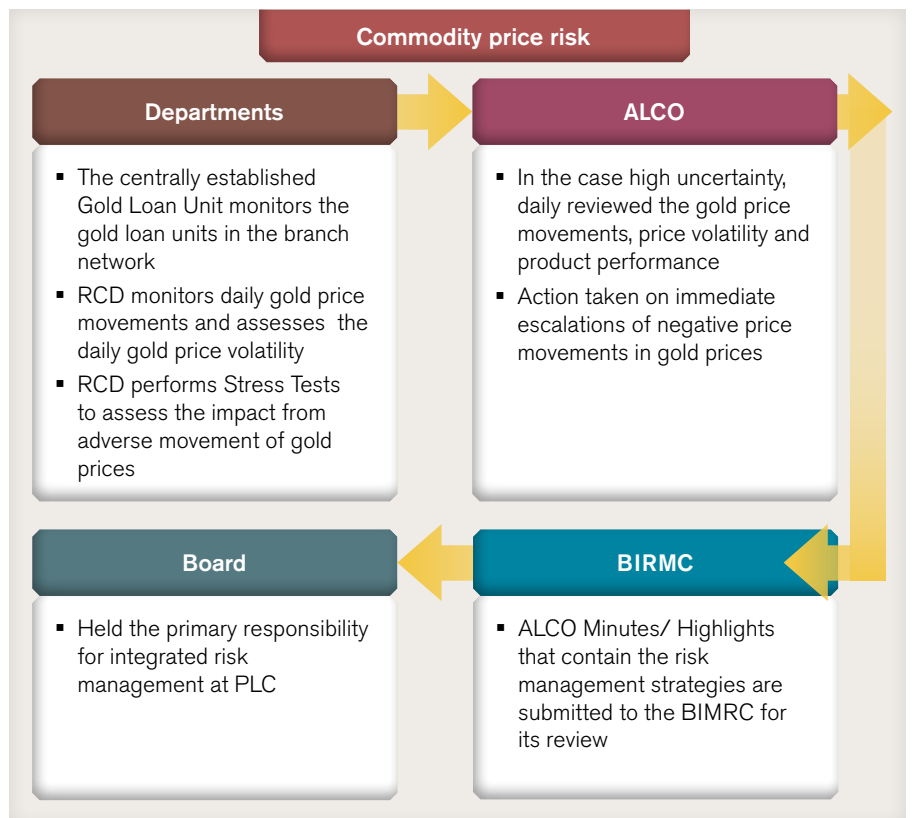 Commodity price risk
Departments
▪ The centrally established
Gold Loan Unit monitors the
gold loan units in the branch
network
▪ RCD monitors daily gold price
movements and assesses the
daily gold price volatility
▪ RCD performs Stress Tests
to assess the impact from
adverse movement of gold
prices
ALCO
▪ In the case high uncertainty,
daily reviewed the gold price
movements, price volatility and
product performance
▪ Action taken on immediate
escalations of negative price
movements in gold prices
BIRMC
▪ ALCO Minutes/ Highlights
that contain the risk
management strategies are
submitted to the BIMRC for
its review
Board
▪ Held the primary responsibility
for integrated risk
management at PLC